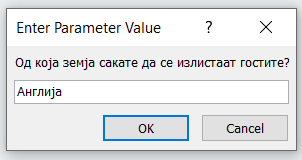 Enter Parameter Value ? ×
Од која земја сакате да се излистаат гостите?
Англија
OK Cancel